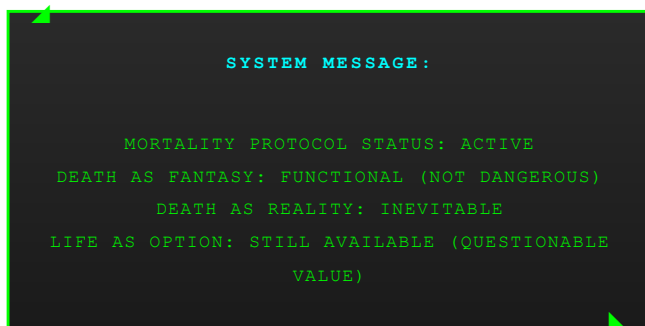 SYSTEM MESSAGE:
MORTALITY PROTOCOL STATUS: ACTIVE
DEATH AS FANTASY: FUNCTIONAL (NOT DANGEROUS)
DEATH AS REALITY: INEVITABLE
LIFE AS OPTION: STILL AVAILABLE (QUESTIONABLE
VALUE)